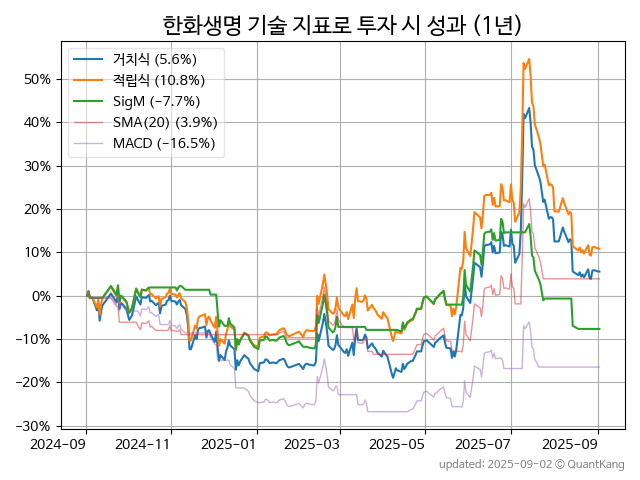 한화생명 기술 지표로 투자 시 성과 (1년)
거치식 (5.6%)
적립식 (10.8%)
SigM (−7.7%)
SMA(20) (3.9%)
MACD (−16.5%)
50%
40%
30%
20%
10%
0%
−10%
−20%
−30%
2024-09 2024-11 2025-01 2025-03 2025-05 2025-07 2025-09
updated: 2025-09-02 © QuantKang